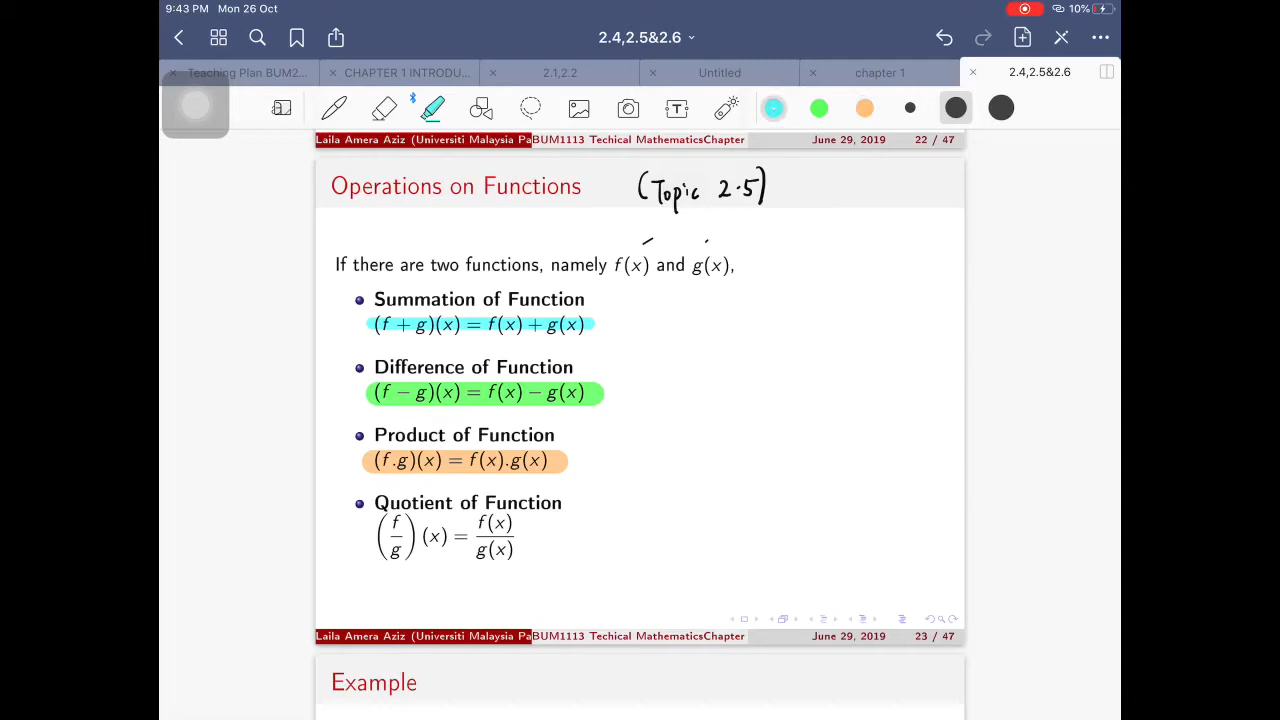 9:43 PM Mon 26 Oct
10%
2.4,2.5&2.6
Teaching Plan BUM2...
CHAPTER 1 INTRODU...
2.1,2.2
Untitled
chapter 1
2.4,2.5&2.6
Laila Amera Aziz (Universiti Malaysia Pa BUM1113 Techical MathematicsChapter June 29, 2019 22 / 47
Operations on Functions (Topic 2.5)
If there are two functions, namely f(x) and g(x),
Summation of Function
(f + g)(x) = f(x) + g(x)
Difference of Function
(f − g)(x) = f(x) − g(x)
Product of Function
(f.g)(x) = f(x).g(x)
Quotient of Function
(f/g)(x) = f(x)/g(x)
Laila Amera Aziz (Universiti Malaysia Pa BUM1113 Techical MathematicsChapter June 29, 2019 23 / 47
Example